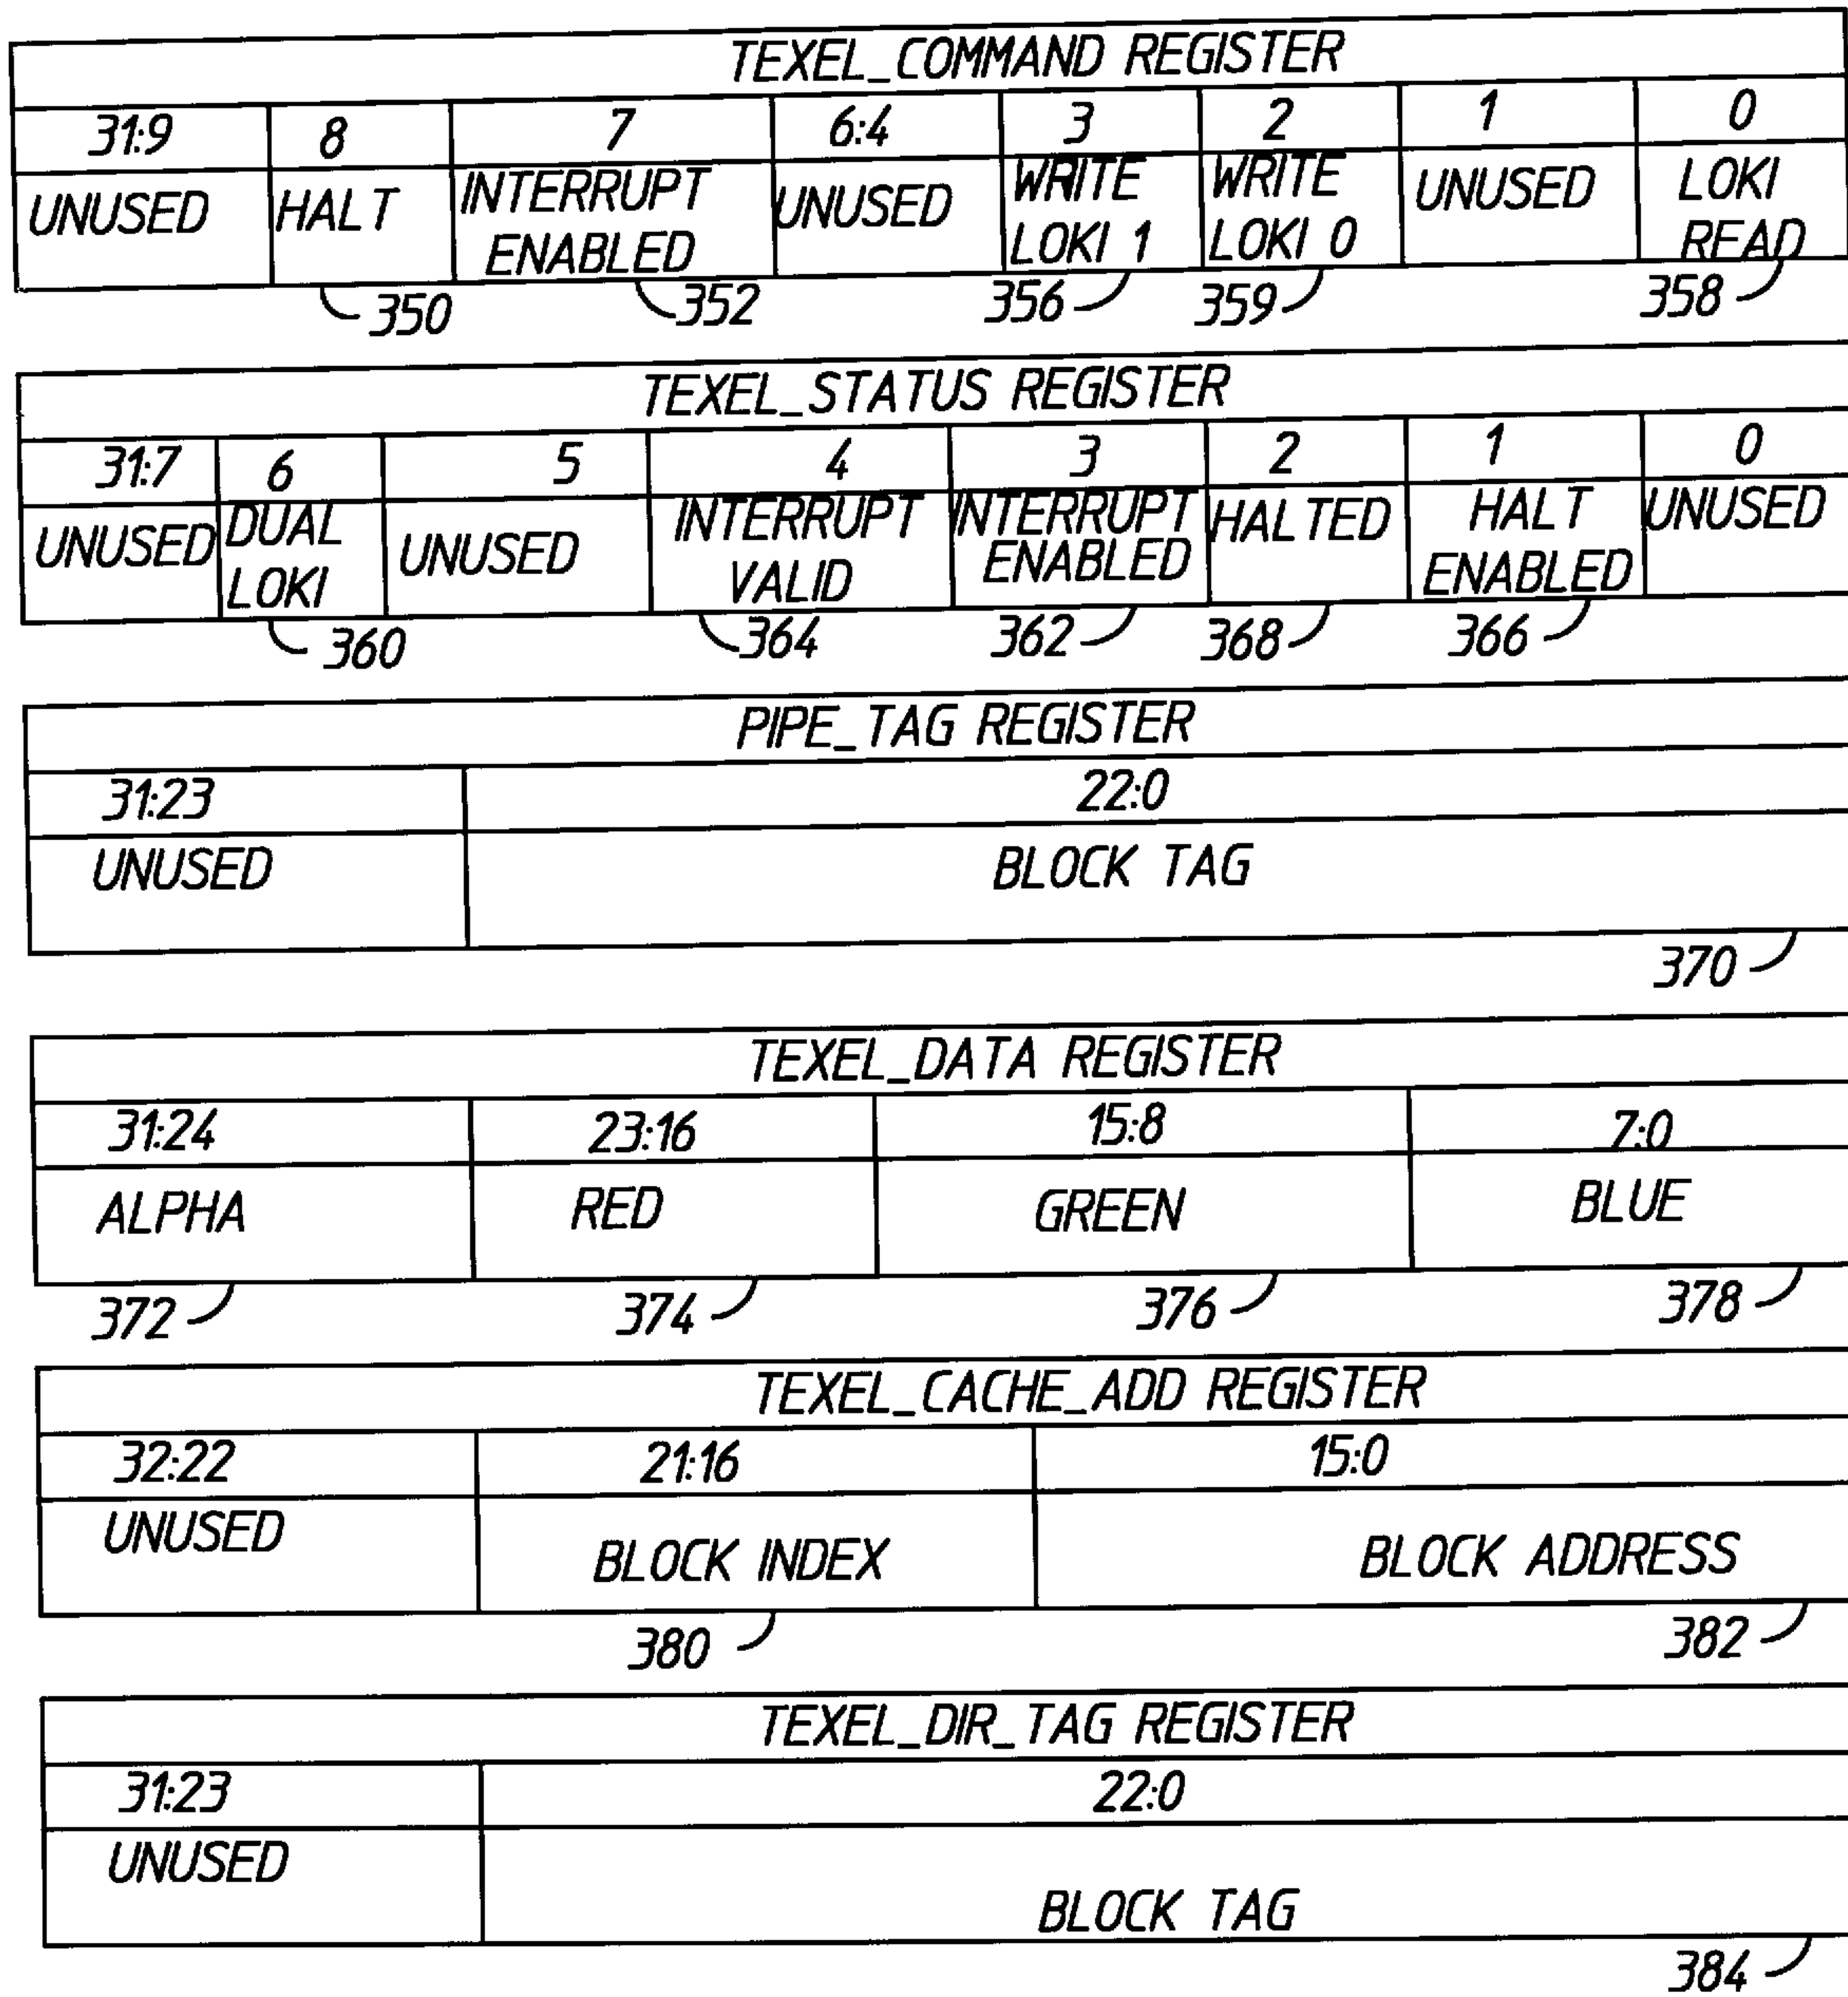 TEXEL_COMMAND REGISTER
31:9 8 7 6:4 3 2 1 0
UNUSED HALT INTERRUPT ENABLED UNUSED WRITE LOKI 1 WRITE LOKI 0 UNUSED LOKI READ
350 352 356 359 358
TEXEL_STATUS REGISTER
31:7 6 5 4 3 2 1 0
UNUSED DUAL LOKI UNUSED INTERRUPT VALID INTERRUPT ENABLED HALTED HALT ENABLED UNUSED
360 364 362 368 366
PIPE_TAG REGISTER
31:23 22:0
UNUSED BLOCK TAG
370
TEXEL_DATA REGISTER
31:24 23:16 15:8 7:0
ALPHA RED GREEN BLUE
372 374 376 378
TEXEL_CACHE_ADD REGISTER
32:22 21:16 15:0
UNUSED BLOCK INDEX BLOCK ADDRESS
380 382
TEXEL_DIR_TAG REGISTER
31:23 22:0
UNUSED BLOCK TAG
384